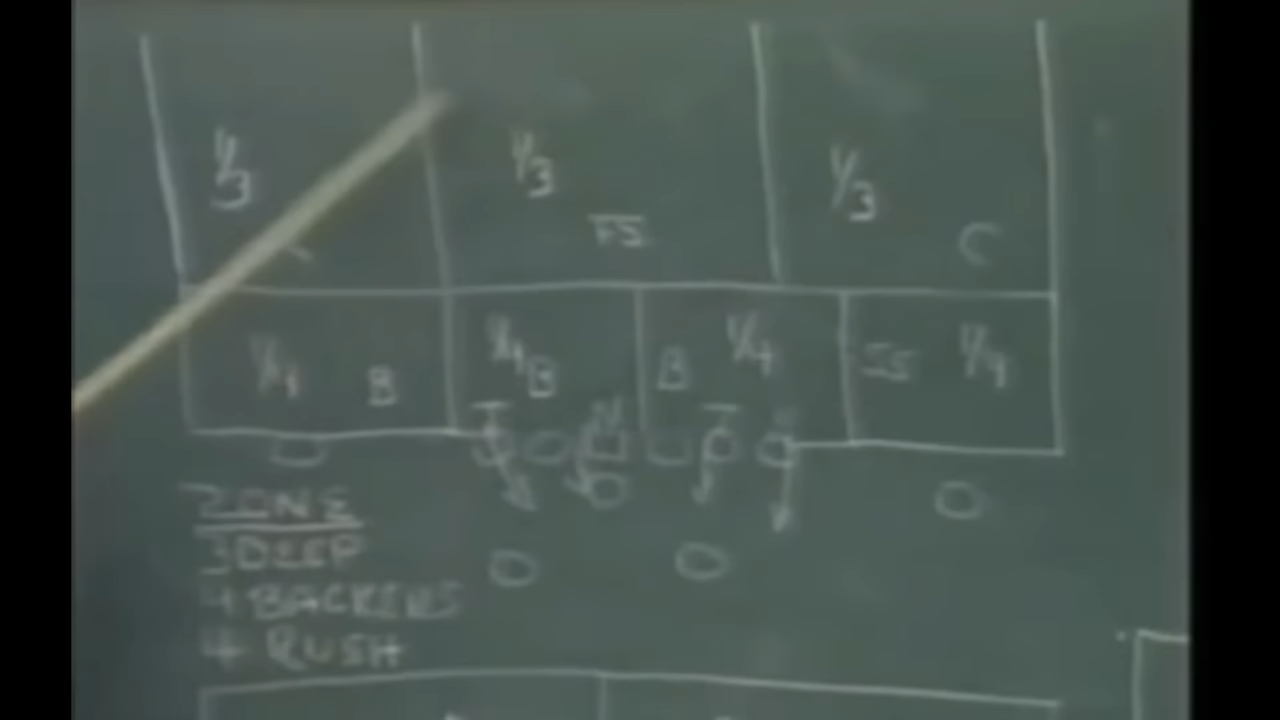 1/3 1/3 1/3
FS C
1/4 B 1/4 B B 1/4 SS 1/4
T N T
ZONE
3 DEEP
4 BACKERS
4 RUSH